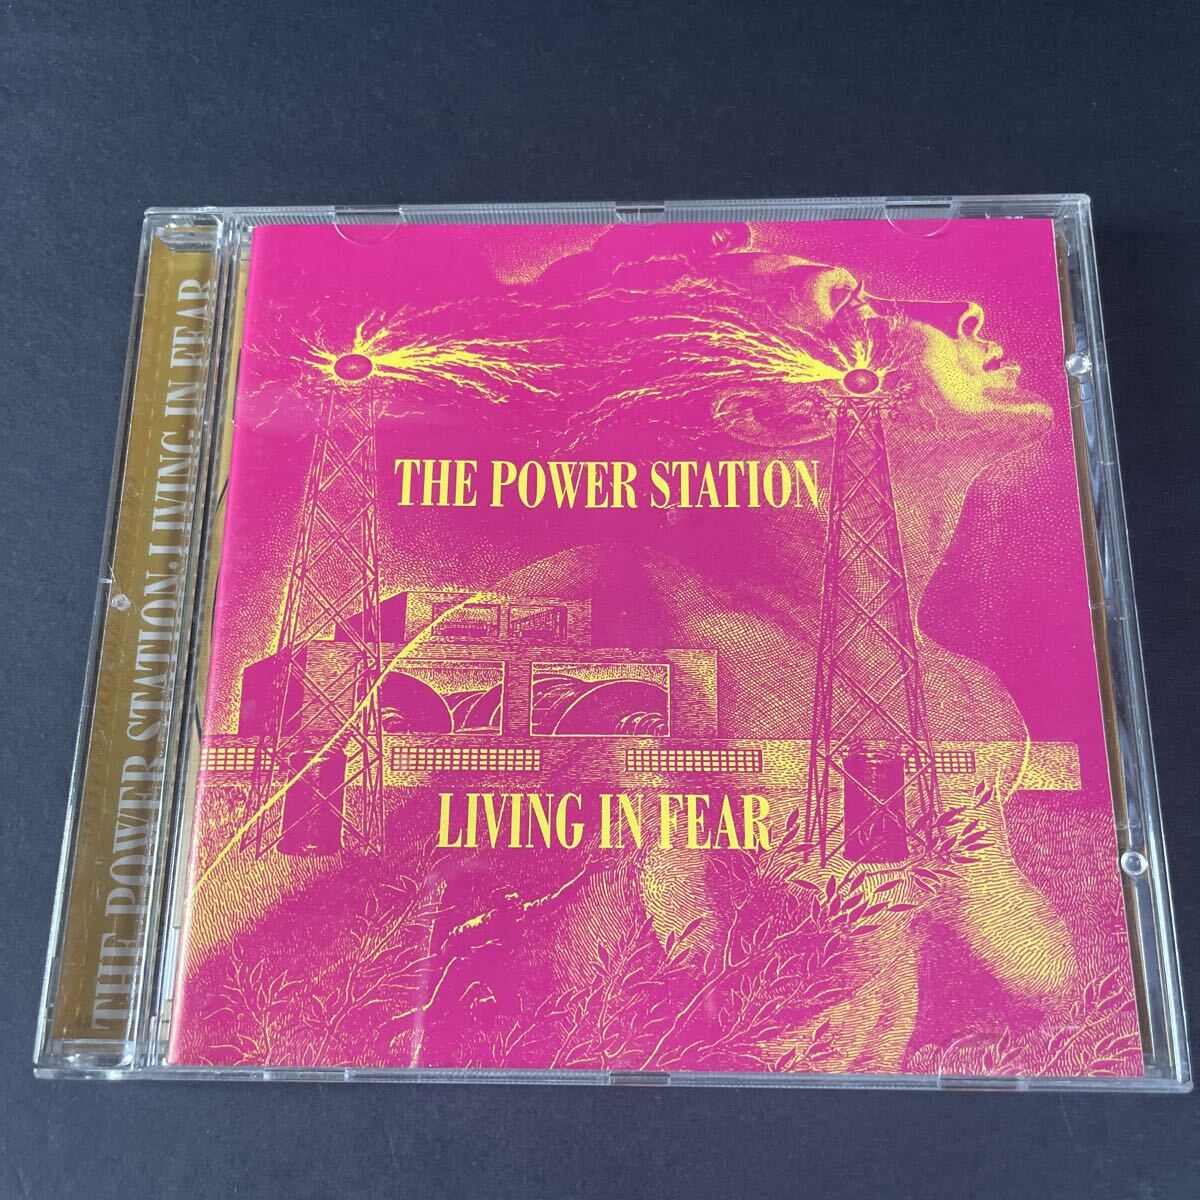 THE POWER STATION
LIVING IN FEAR
THE POWER STATION·LIVING IN FEAR